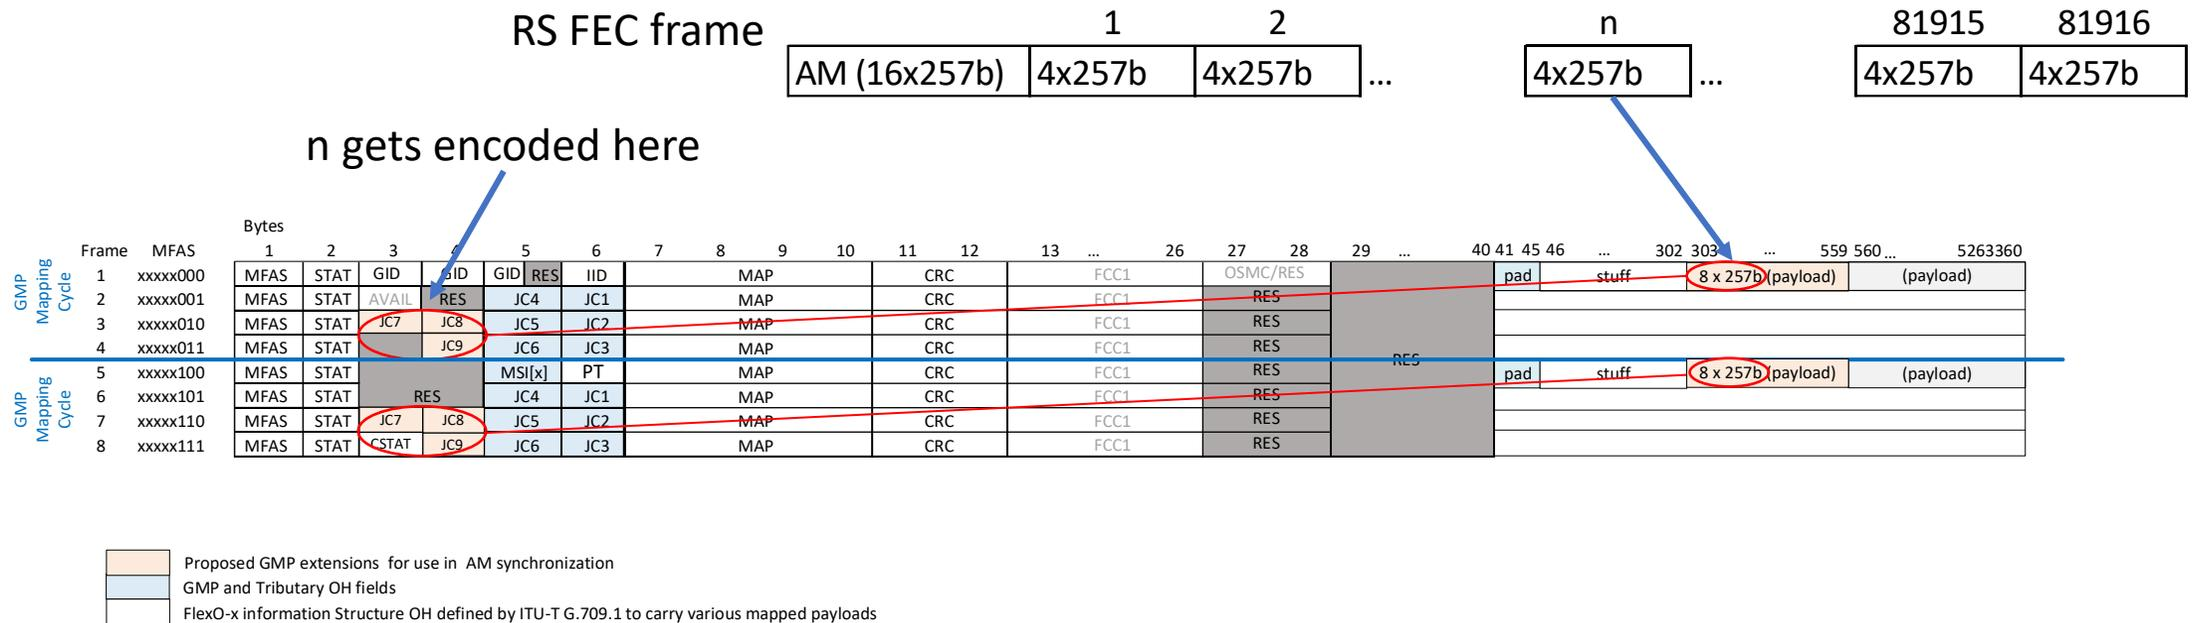 RS FEC frame 1 2 n 81915 81916
AM (16x257b) 4x257b 4x257b ... 4x257b ... 4x257b 4x257b
n gets encoded here
Bytes
Frame MFAS 1 2 3 4 5 6 7 8 9 10 11 12 13 ... 26 27 28 29 ... 40 41 45 46 ... 302 303 ... 559 560 ... 5263360
GMP Mapping Cycle
1 xxxxx000 MFAS STAT GID GID GID RES IID MAP CRC FCC1 OSMC/RES pad stuff 8 x 257b (payload) (payload)
2 xxxxx001 MFAS STAT AVAIL RES JC4 JC1 MAP CRC FCC1 RES
3 xxxxx010 MFAS STAT JC7 JC8 JC5 JC2 MAP CRC FCC1 RES
4 xxxxx011 MFAS STAT JC9 JC6 JC3 MAP CRC FCC1 RES RES
GMP Mapping Cycle
5 xxxxx100 MFAS STAT MSI[x] PT MAP CRC FCC1 RES pad stuff 8 x 257b (payload) (payload)
6 xxxxx101 MFAS STAT RES JC4 JC1 MAP CRC FCC1 RES
7 xxxxx110 MFAS STAT JC7 JC8 JC5 JC2 MAP CRC FCC1 RES
8 xxxxx111 MFAS STAT CSTAT JC9 JC6 JC3 MAP CRC FCC1 RES
Proposed GMP extensions for use in AM synchronization
GMP and Tributary OH fields
FlexO-x information Structure OH defined by ITU-T G.709.1 to carry various mapped payloads